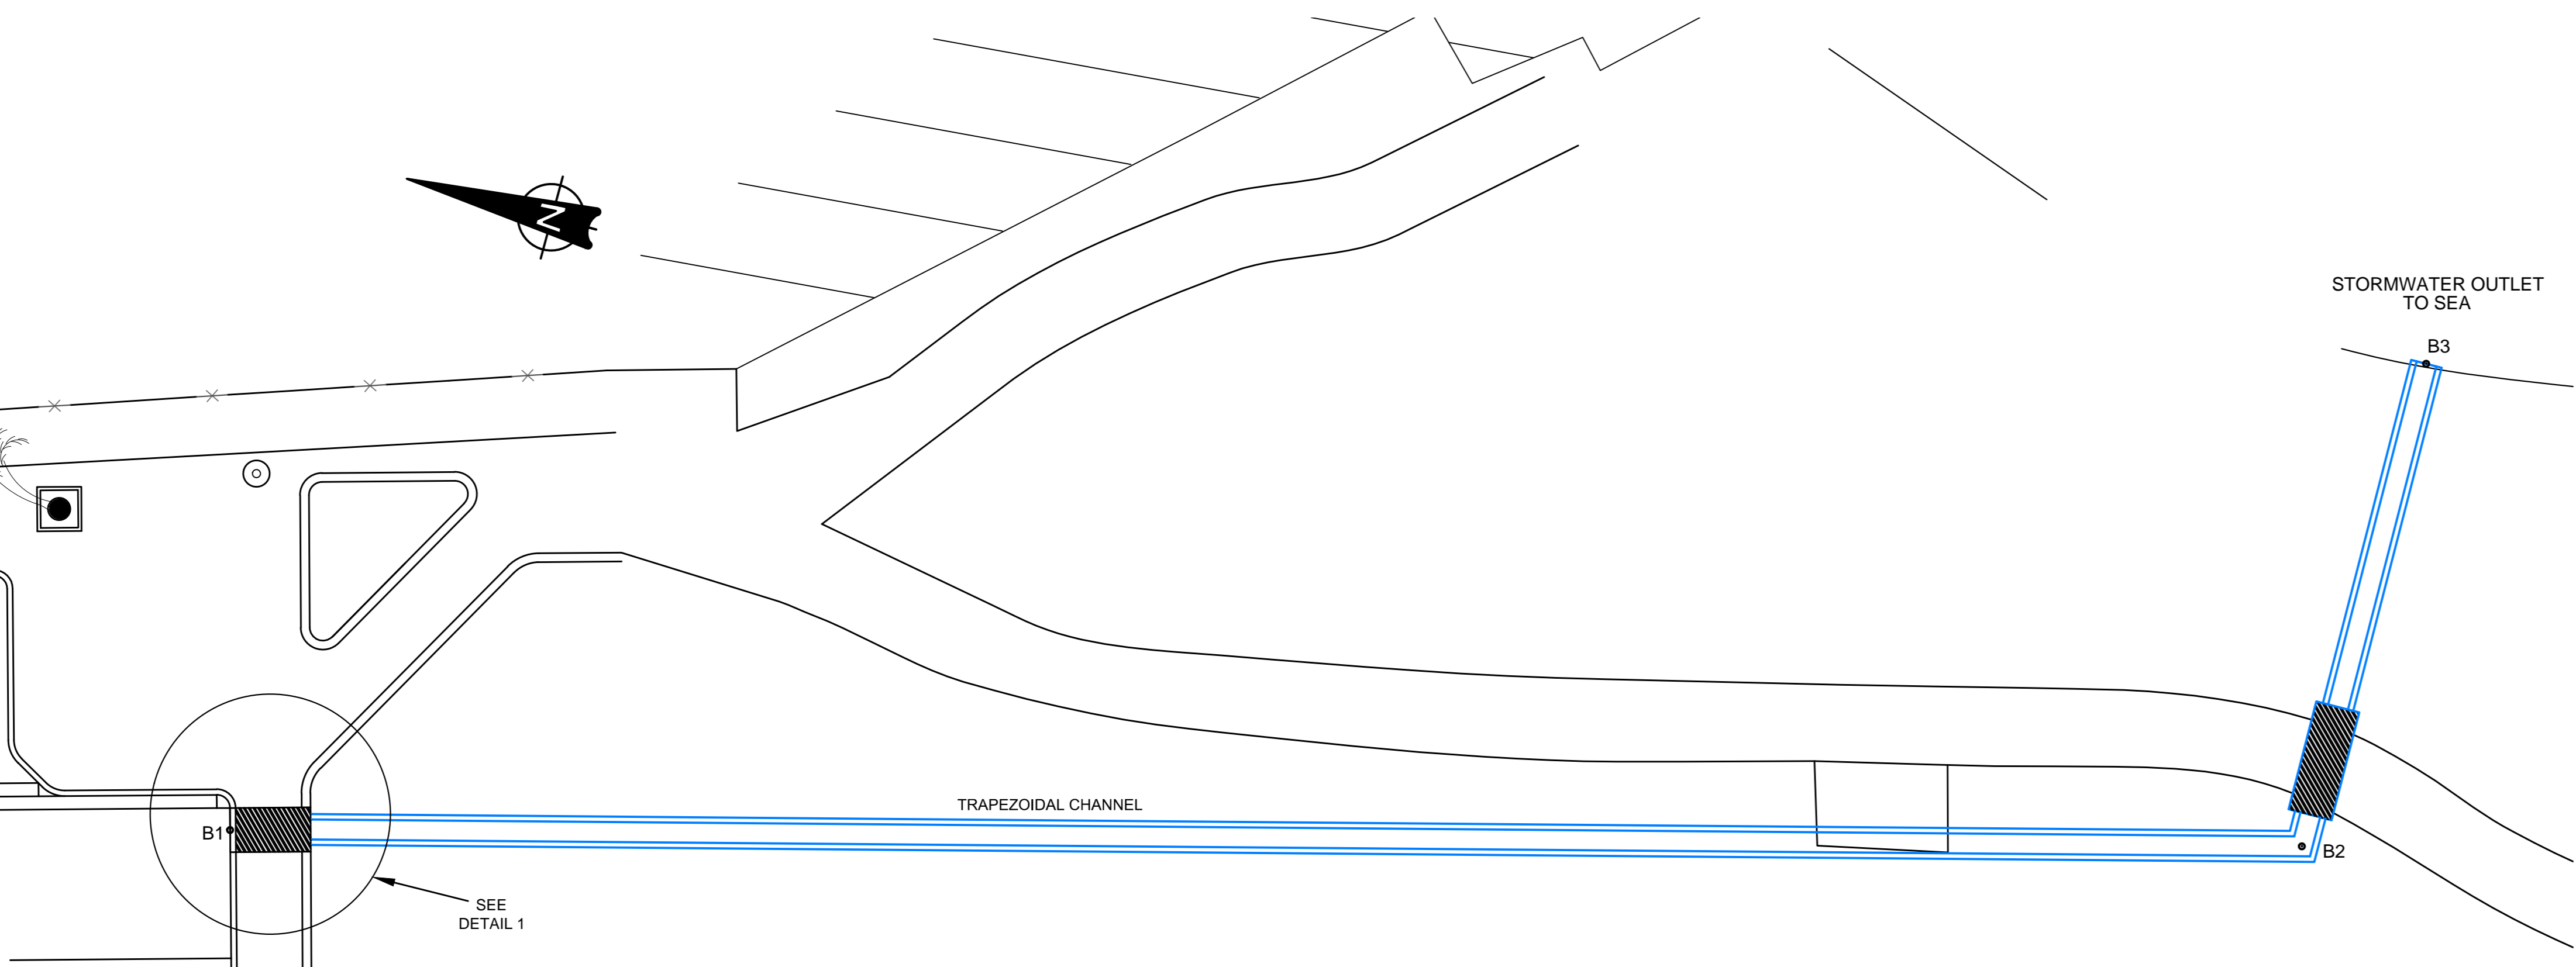 N
STORMWATER OUTLET
TO SEA
B3
TRAPEZOIDAL CHANNEL
B1
B2
SEE
DETAIL 1